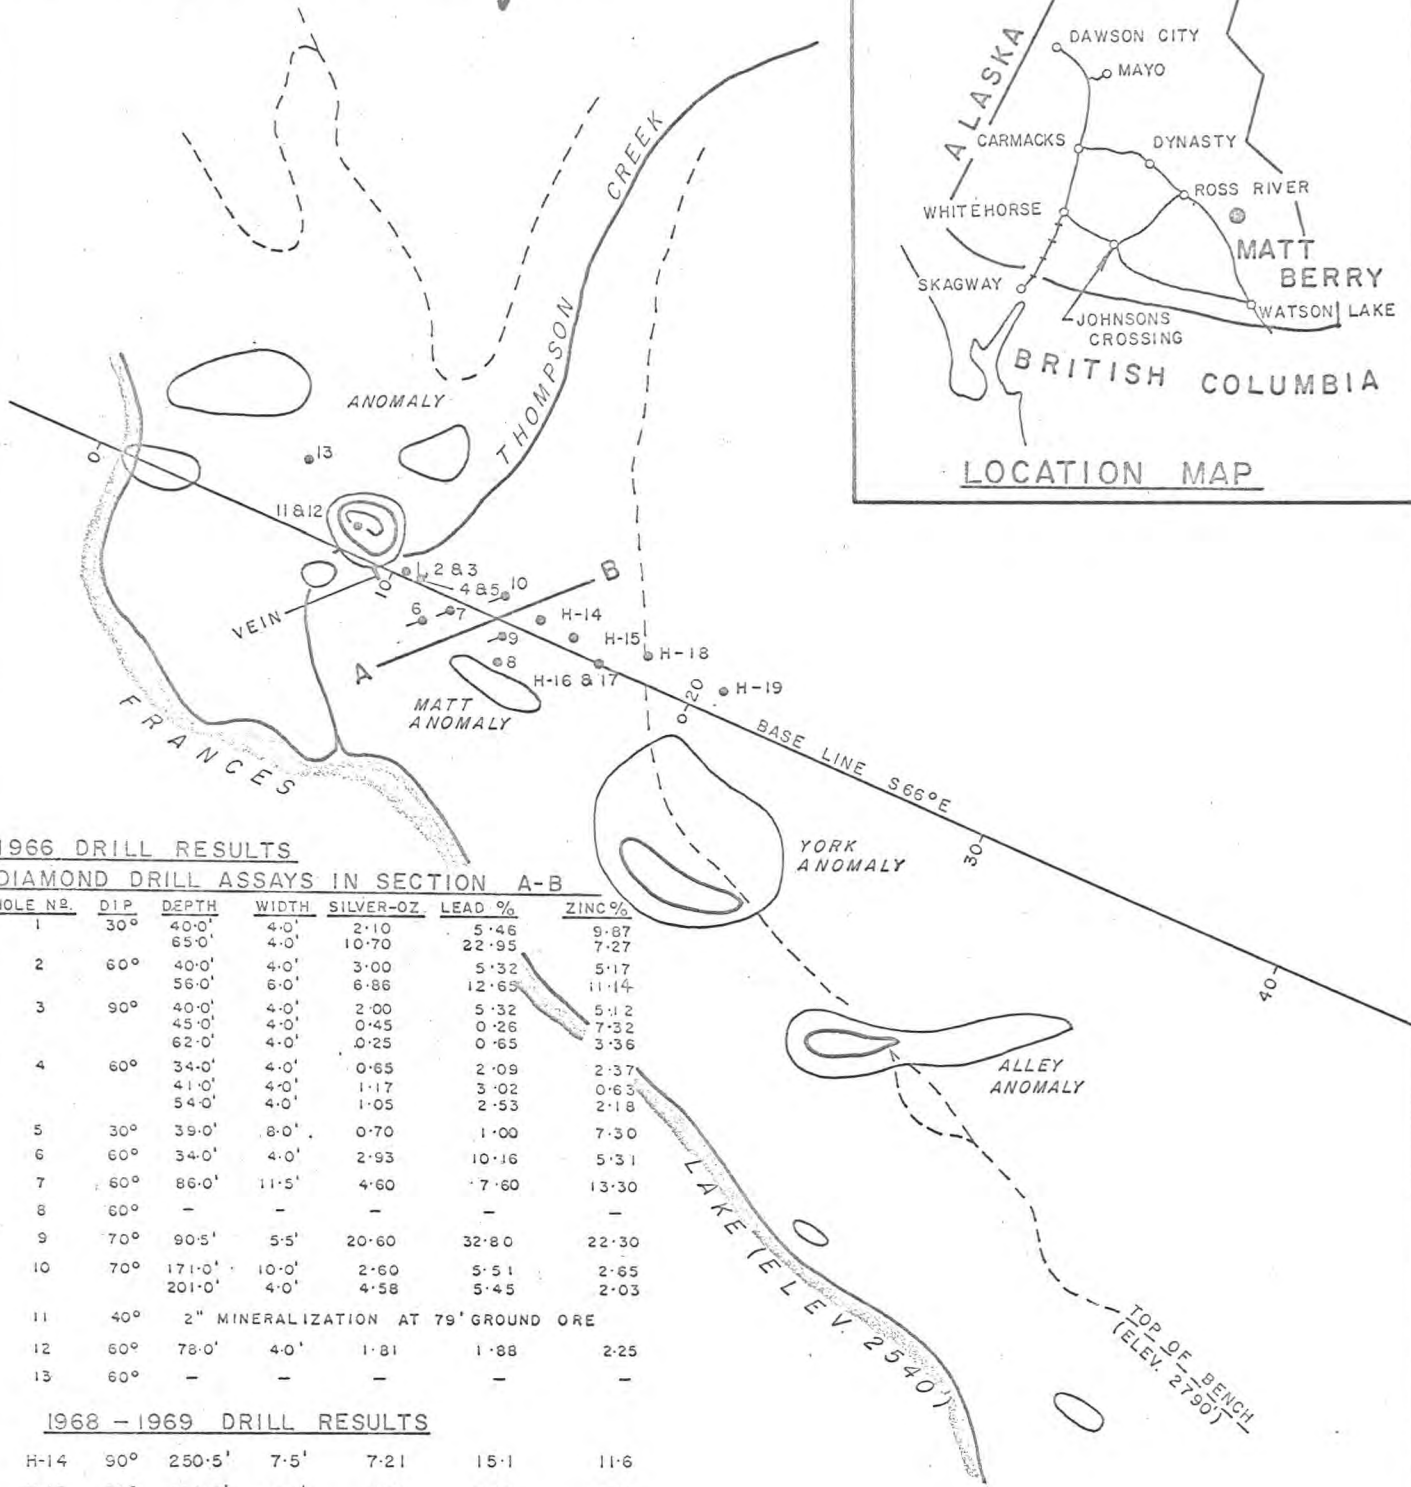 ALASKA
DAWSON CITY
MAYO
CARMACKS
DYNASTY
ROSS RIVER
WHITEHORSE
MATT
BERRY
SKAGWAY
WATSON LAKE
JOHNSONS
CROSSING
BRITISH COLUMBIA
LOCATION MAP
THOMPSON CREEK
ANOMALY
0
13
11 & 12
10
1, 2 & 3
4 & 5
10
B
6
7
H-14
VEIN
9
H-15
H-18
A
8
H-16 & 17
H-19
MATT
ANOMALY
0-20
BASE LINE S66°E
FRANCES
YORK
ANOMALY
30
40
ALLEY
ANOMALY
LAKE (ELEV. 2540')
TOP OF BENCH
(ELEV. 2790')
1966 DRILL RESULTS
DIAMOND DRILL ASSAYS IN SECTION A-B
HOLE Nº. DIP DEPTH WIDTH SILVER-OZ. LEAD % ZINC %
1 30° 40·0' 4·0' 2·10 5·46 9·87
65·0' 4·0' 10·70 22·95 7·27
2 60° 40·0' 4·0' 3·00 5·32 5·17
56·0' 6·0' 6·86 12·65 11·14
3 90° 40·0' 4·0' 2·00 5·32 5·12
45·0' 4·0' 0·45 0·26 7·32
62·0' 4·0' 0·25 0·65 3·36
4 60° 34·0' 4·0' 0·65 2·09 2·37
41·0' 4·0' 1·17 3·02 0·63
54·0' 4·0' 1·05 2·53 2·18
5 30° 39·0' 8·0' 0·70 1·00 7·30
6 60° 34·0' 4·0' 2·93 10·16 5·31
7 60° 86·0' 11·5' 4·60 7·60 13·30
8 60° – – – – –
9 70° 90·5' 5·5' 20·60 32·80 22·30
10 70° 171·0' 10·0' 2·60 5·51 2·65
201·0' 4·0' 4·58 5·45 2·03
11 40° 2" MINERALIZATION AT 79' GROUND ORE
12 60° 78·0' 4·0' 1·81 1·88 2·25
13 60° – – – – –
1968 – 1969 DRILL RESULTS
H-14 90° 250·5' 7·5' 7·21 15·1 11·6